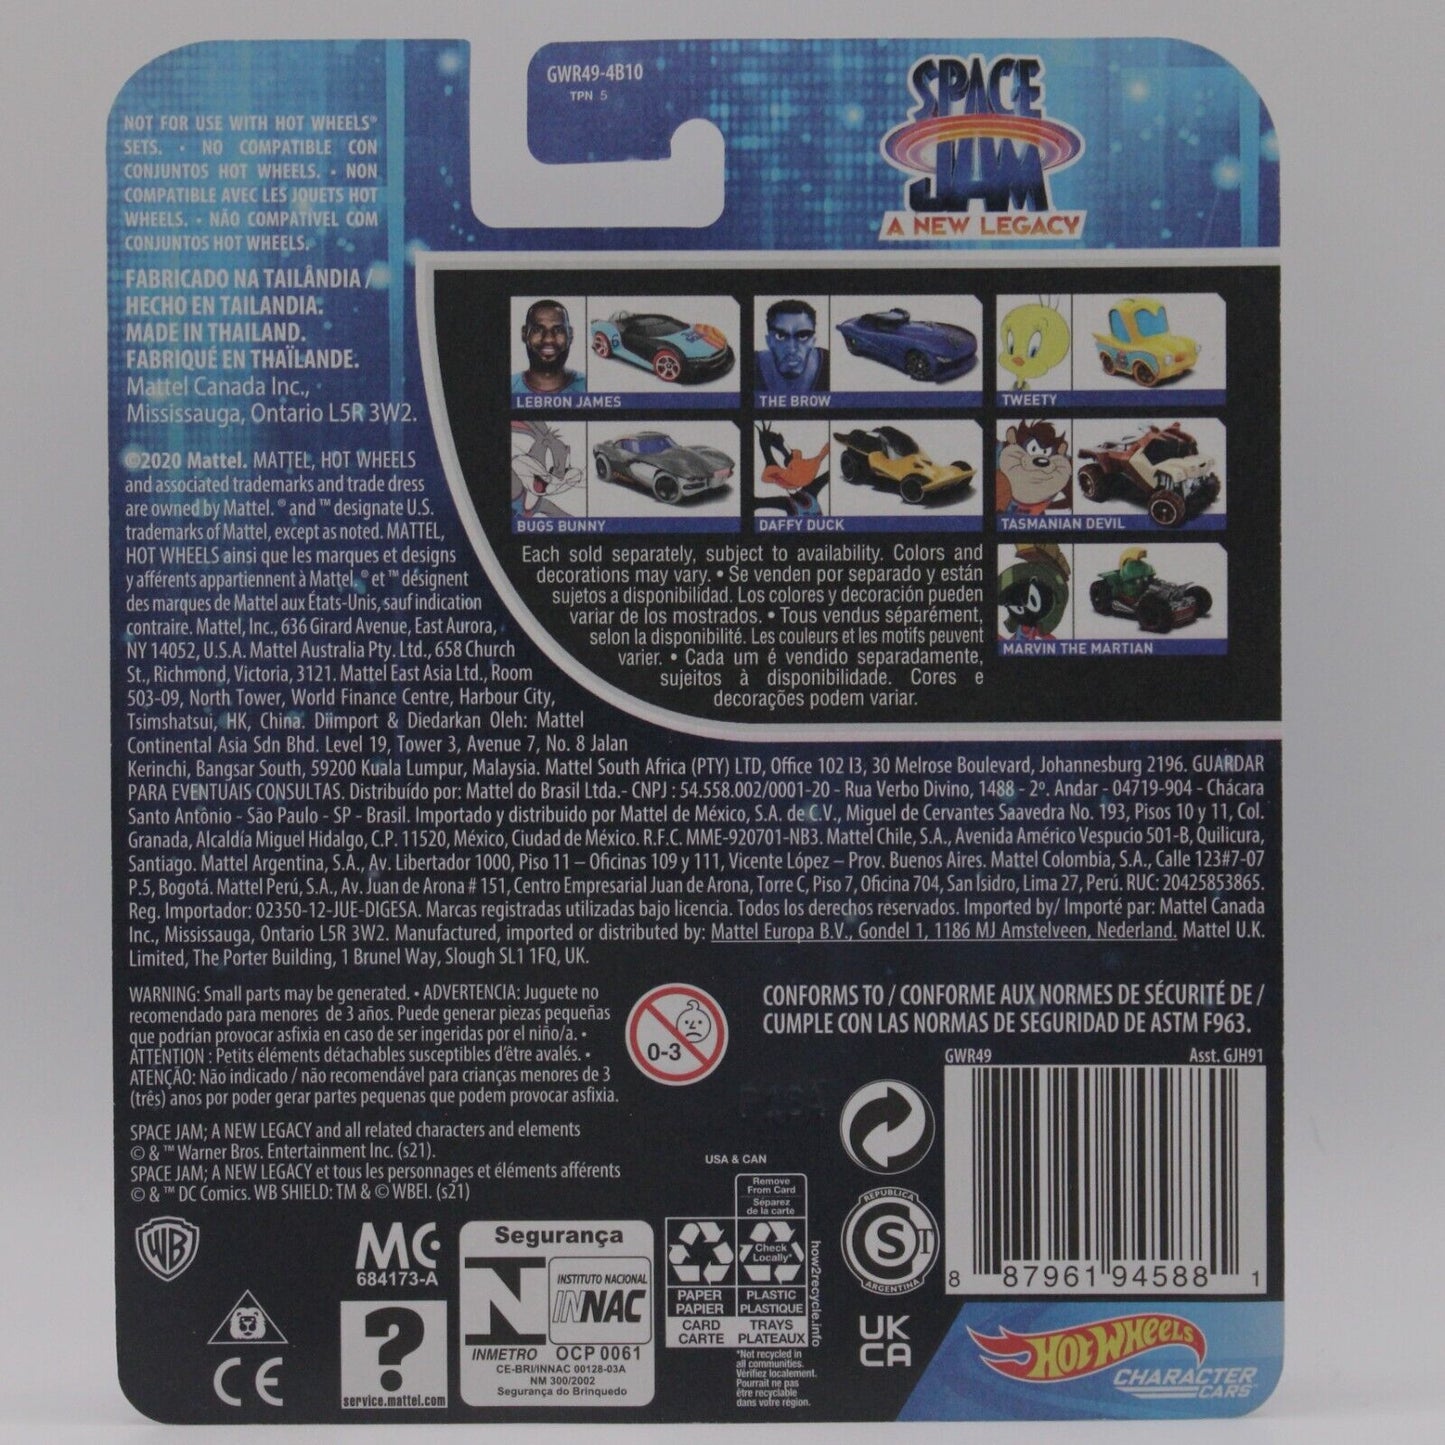 GWR49-4B10
TPN 5
SPACE
JAM
A NEW LEGACY
NOT FOR USE WITH HOT WHEELS®
SETS. • NO COMPATIBLE CON
CONJUNTOS HOT WHEELS. • NON
COMPATIBLE AVEC LES JOUETS HOT
WHEELS. • NÃO COMPATÍVEL COM
CONJUNTOS HOT WHEELS.
FABRICADO NA TAILÂNDIA /
HECHO EN TAILANDIA.
MADE IN THAILAND.
FABRIQUÉ EN THAÏLANDE.
Mattel Canada Inc.,
Mississauga, Ontario L5R 3W2.
LEBRON JAMES
THE BROW
TWEETY
BUGS BUNNY
DAFFY DUCK
TASMANIAN DEVIL
MARVIN THE MARTIAN
Each sold separately, subject to availability. Colors and
decorations may vary. • Se venden por separado y están
sujetos a disponibilidad. Los colores y decoración pueden
variar de los mostrados. • Tous vendus séparément,
selon la disponibilité. Les couleurs et les motifs peuvent
varier. • Cada um é vendido separadamente,
sujeitos à disponibilidade. Cores e
decorações podem variar.
©2020 Mattel. MATTEL, HOT WHEELS
and associated trademarks and trade dress
are owned by Mattel. ® and ™ designate U.S.
trademarks of Mattel, except as noted. MATTEL,
HOT WHEELS ainsi que les marques et designs
y afférents appartiennent à Mattel. ® et ™ désignent
des marques de Mattel aux États-Unis, sauf indication
contraire. Mattel, Inc., 636 Girard Avenue, East Aurora,
NY 14052, U.S.A. Mattel Australia Pty. Ltd., 658 Church
St., Richmond, Victoria, 3121. Mattel East Asia Ltd., Room
503-09, North Tower, World Finance Centre, Harbour City,
Tsimshatsui, HK, China. Diimport & Diedarkan Oleh: Mattel
Continental Asia Sdn Bhd. Level 19, Tower 3, Avenue 7, No. 8 Jalan
Kerinchi, Bangsar South, 59200 Kuala Lumpur, Malaysia. Mattel South Africa (PTY) LTD, Office 102 I3, 30 Melrose Boulevard, Johannesburg 2196. GUARDAR
PARA EVENTUAIS CONSULTAS. Distribuído por: Mattel do Brasil Ltda.- CNPJ : 54.558.002/0001-20 - Rua Verbo Divino, 1488 - 2º. Andar - 04719-904 - Chácara
Santo Antônio - São Paulo - SP - Brasil. Importado y distribuido por Mattel de México, S.A. de C.V., Miguel de Cervantes Saavedra No. 193, Pisos 10 y 11, Col.
Granada, Alcaldía Miguel Hidalgo, C.P. 11520, México, Ciudad de México. R.F.C. MME-920701-NB3. Mattel Chile, S.A., Avenida Américo Vespucio 501-B, Quilicura,
Santiago. Mattel Argentina, S.A., Av. Libertador 1000, Piso 11 – Oficinas 109 y 111, Vicente López – Prov. Buenos Aires. Mattel Colombia, S.A., Calle 123#7-07
P.5, Bogotá. Mattel Perú, S.A., Av. Juan de Arona # 151, Centro Empresarial Juan de Arona, Torre C, Piso 7, Oficina 704, San Isidro, Lima 27, Perú. RUC: 20425853865.
Reg. Importador: 02350-12-JUE-DIGESA. Marcas registradas utilizadas bajo licencia. Todos los derechos reservados. Imported by/ Importé par: Mattel Canada
Inc., Mississauga, Ontario L5R 3W2. Manufactured, imported or distributed by: Mattel Europa B.V., Gondel 1, 1186 MJ Amstelveen, Nederland. Mattel U.K.
Limited, The Porter Building, 1 Brunel Way, Slough SL1 1FQ, UK.
WARNING: Small parts may be generated. • ADVERTENCIA: Juguete no
recomendado para menores de 3 años. Puede generar piezas pequeñas
que podrían provocar asfixia en caso de ser ingeridas por el niño/a. •
ATTENTION : Petits éléments détachables susceptibles d'être avalés. •
ATENÇÃO: Não indicado / não recomendável para crianças menores de 3
(três) anos por poder gerar partes pequenas que podem provocar asfixia.
0-3
CONFORMS TO / CONFORME AUX NORMES DE SÉCURITÉ DE /
CUMPLE CON LAS NORMAS DE SEGURIDAD DE ASTM F963.
GWR49
Asst. GJH91
SPACE JAM; A NEW LEGACY and all related characters and elements
© & ™ Warner Bros. Entertainment Inc. (s21).
SPACE JAM; A NEW LEGACY et tous les personnages et éléments afférents
© & ™ DC Comics. WB SHIELD: TM & © WBEI. (s21)
WB
MC
684173-A
?
service.mattel.com
CE
Segurança
N
INSTITUTO NACIONAL
INNAC
INMETRO
OCP 0061
CE-BRI/INNAC 00128-03A
NM 300/2002
Segurança do Brinquedo
USA & CAN
Remove
From Card
Séparez
de la carte
Check
Locally*
PAPER
PAPIER
PLASTIC
PLASTIQUE
CARD
CARTE
TRAYS
PLATEAUX
how2recycle.info
*Not recycled in
all communities.
Vérifiez localement.
Pourrait ne pas
être recyclable
dans votre région.
REPUBLICA
S
T
ARGENTINA
UK
CA
8 87961 94588 1
HOT WHEELS
CHARACTER
CARS™